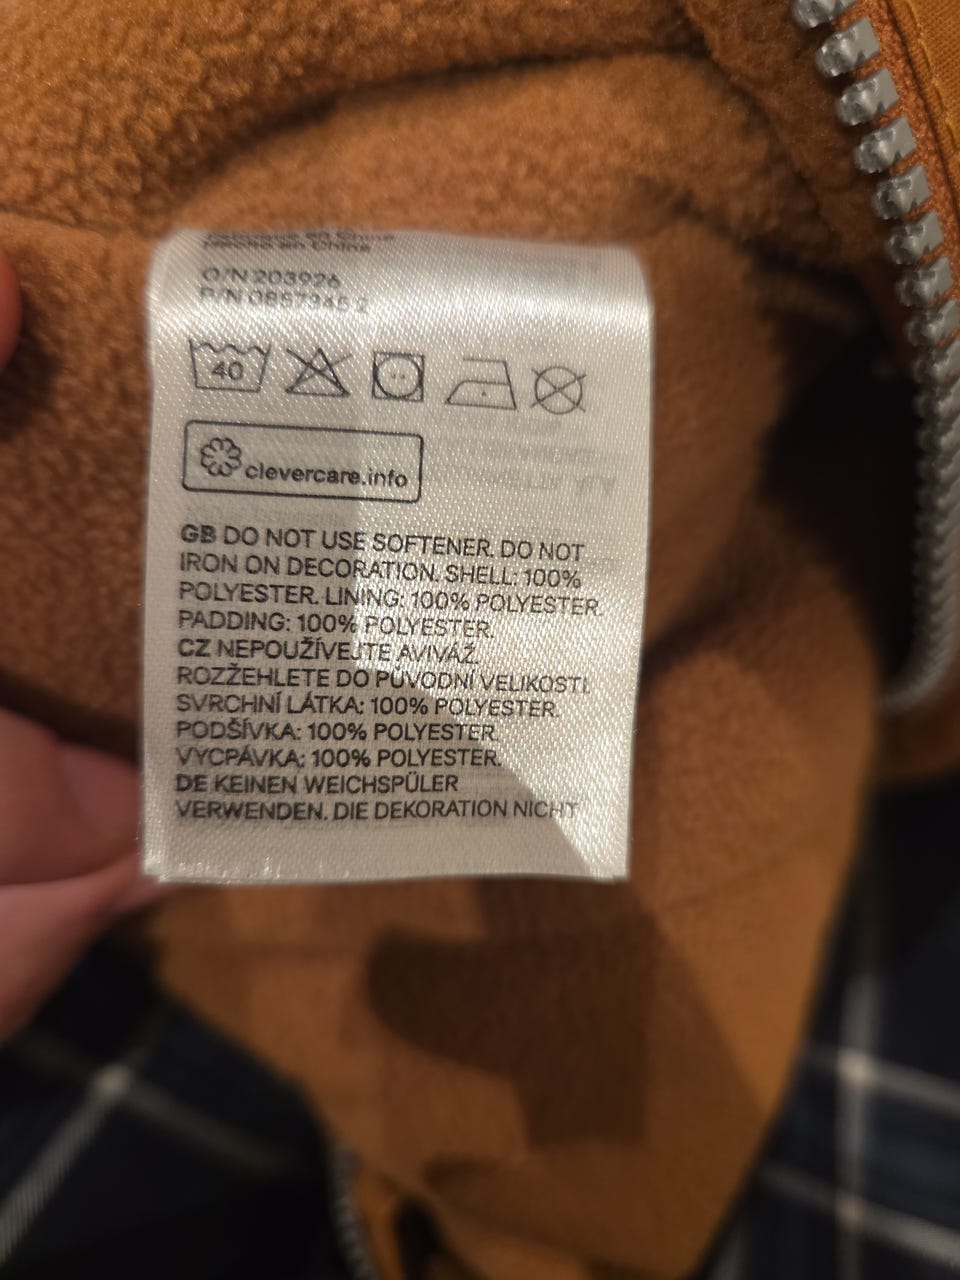 O/N 203926
40
clevercare.info
GB DO NOT USE SOFTENER. DO NOT
IRON ON DECORATION. SHELL: 100%
POLYESTER. LINING: 100% POLYESTER.
PADDING: 100% POLYESTER.
CZ NEPOUŽÍVEJTE AVIVÁŽ.
ROZŽEHLETE DO PŮVODNÍ VELIKOSTI.
SVRCHNÍ LÁTKA: 100% POLYESTER.
PODŠÍVKA: 100% POLYESTER.
VYCPÁVKA: 100% POLYESTER.
DE KEINEN WEICHSPÜLER
VERWENDEN. DIE DEKORATION NICHT